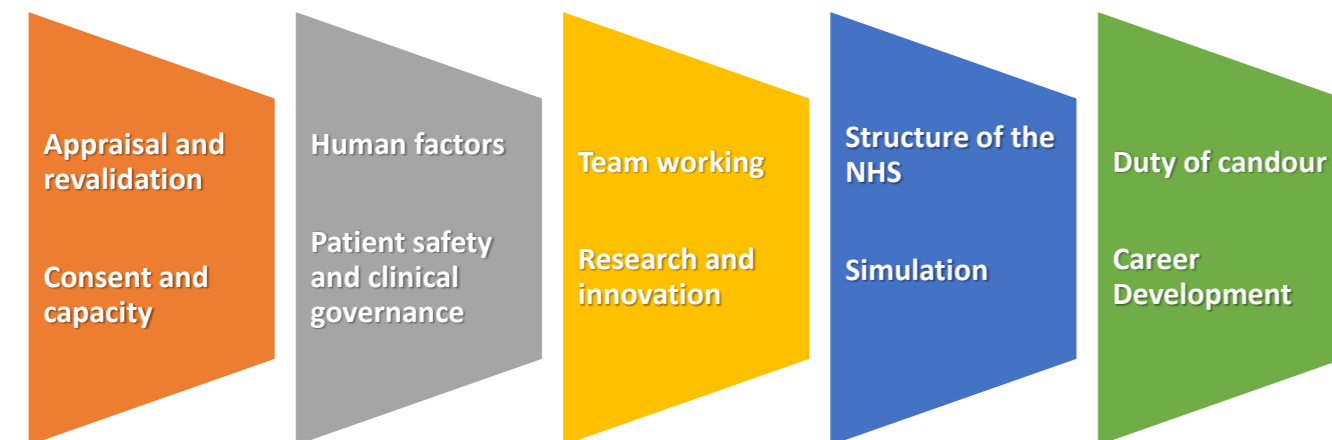 Appraisal and
revalidation
Consent and
capacity
Human factors
Patient safety
and clinical
governance
Team working
Research and
innovation
Structure of the
NHS
Simulation
Duty of candour
Career
Development